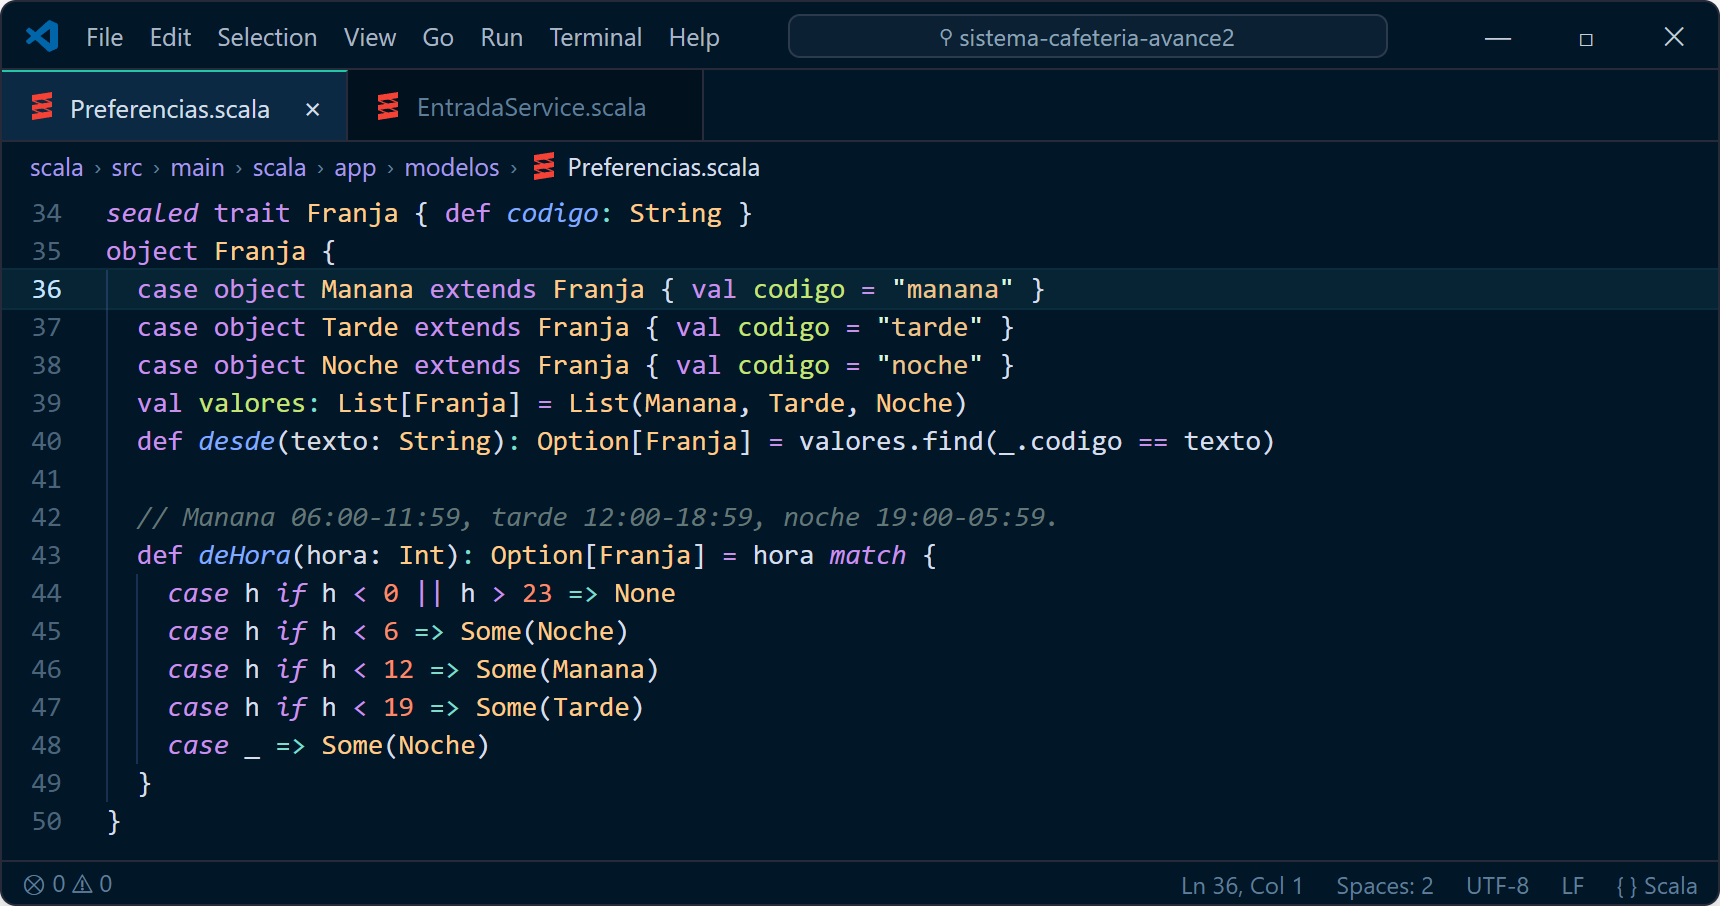 File Edit Selection View Go Run Terminal Help sistema-cafeteria-avance2
Preferencias.scala × EntradaService.scala
scala › src › main › scala › app › modelos › Preferencias.scala
34 sealed trait Franja { def codigo: String }
35 object Franja {
36   case object Manana extends Franja { val codigo = "manana" }
37   case object Tarde extends Franja { val codigo = "tarde" }
38   case object Noche extends Franja { val codigo = "noche" }
39   val valores: List[Franja] = List(Manana, Tarde, Noche)
40   def desde(texto: String): Option[Franja] = valores.find(_.codigo == texto)
41
42   // Manana 06:00-11:59, tarde 12:00-18:59, noche 19:00-05:59.
43   def deHora(hora: Int): Option[Franja] = hora match {
44     case h if h < 0 || h > 23 => None
45     case h if h < 6 => Some(Noche)
46     case h if h < 12 => Some(Manana)
47     case h if h < 19 => Some(Tarde)
48     case _ => Some(Noche)
49   }
50 }
0 0 Ln 36, Col 1 Spaces: 2 UTF-8 LF { } Scala